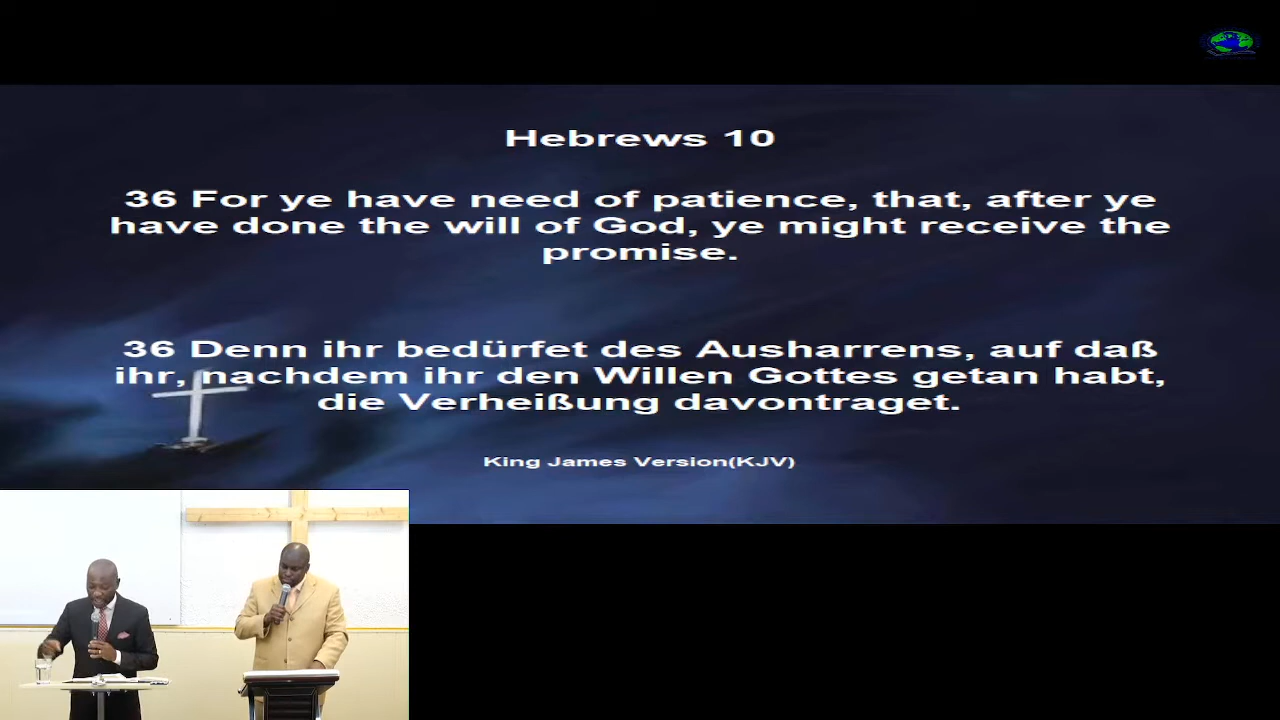 Hebrews 10
36 For ye have need of patience, that, after ye
have done the will of God, ye might receive the
promise.
36 Denn ihr bedürfet des Ausharrens, auf daß
ihr, nachdem ihr den Willen Gottes getan habt,
die Verheißung davontraget.
King James Version(KJV)